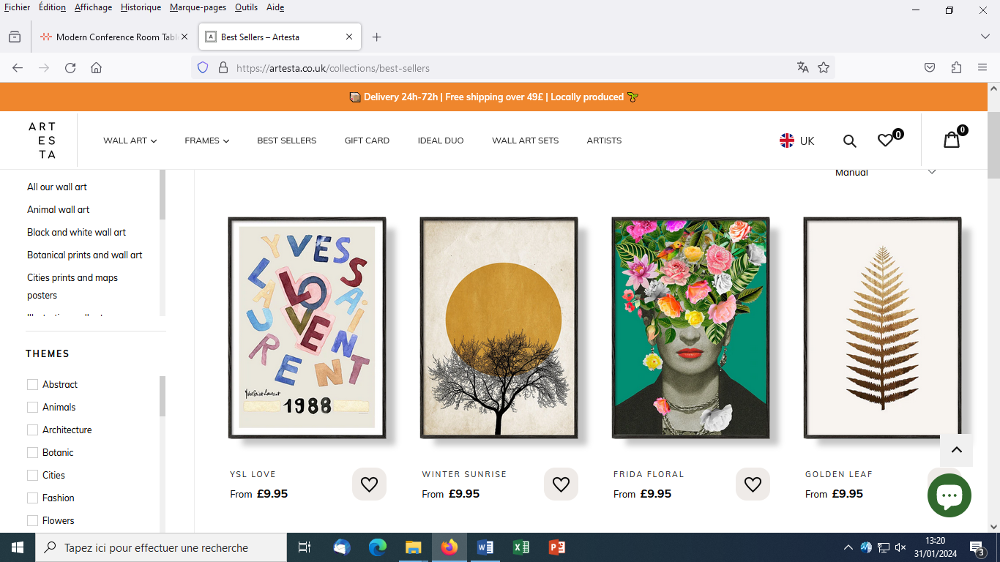 Fichier Édition Affichage Historique Marque-pages Outils Aide
Modern Conference Room Tabl
Best Sellers – Artesta
https://artesta.co.uk/collections/best-sellers
Delivery 24h-72h | Free shipping over 49£ | Locally produced
ART
ES
TA
WALL ART
FRAMES
BEST SELLERS
GIFT CARD
IDEAL DUO
WALL ART SETS
ARTISTS
UK
0
0
Manual
All our wall art
Animal wall art
Black and white wall art
Botanical prints and wall art
Cities prints and maps
posters
THEMES
Abstract
Animals
Architecture
Botanic
Cities
Fashion
Flowers
YVES
SAINT
LAURENT
LOVE
Yves Saint Laurent
1988
YSL LOVE
From £9.95
WINTER SUNRISE
From £9.95
FRIDA FLORAL
From £9.95
GOLDEN LEAF
From £9.95
Tapez ici pour effectuer une recherche
13:20
31/01/2024
3